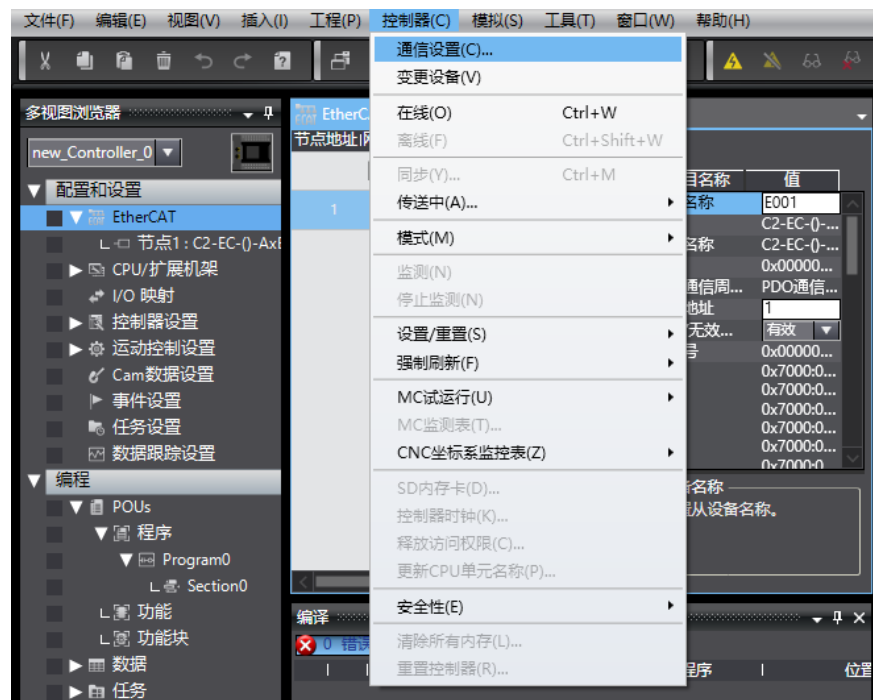 文件(F) 编辑(E) 视图(V) 插入(I) 工程(P) 控制器(C) 模拟(S) 工具(T) 窗口(W) 帮助(H)
多视图浏览器
new_Controller_0
配置和设置
EtherCAT
节点1 : C2-EC-()-AxE
CPU/扩展机架
I/O 映射
控制器设置
运动控制设置
Cam数据设置
事件设置
任务设置
数据跟踪设置
编程
POUs
程序
Program0
Section0
功能
功能块
数据
任务
EtherC
节点地址
1
通信设置(C)...
变更设备(V)
在线(O) Ctrl+W
离线(F) Ctrl+Shift+W
同步(Y)... Ctrl+M
传送中(A)...
模式(M)
监测(N)
停止监测(N)
设置/重置(S)
强制刷新(F)
MC试运行(U)
MC监测表(T)...
CNC坐标系监控表(Z)
SD内存卡(D)...
控制器时钟(K)...
释放访问权限(C)...
更新CPU单元名称(P)...
安全性(E)
清除所有内存(L)...
重置控制器(R)...
目名称 值
名称 E001
C2-EC-()-...
名称 C2-EC-()-...
0x00000...
通信周... PDO通信...
地址 1
无效... 有效
号 0x00000...
0x7000:0...
0x7000:0...
0x7000:0...
0x7000:0...
0x7000:0...
0x7000:0
名称
从设备名称。
编译
0 错误
程序 位置